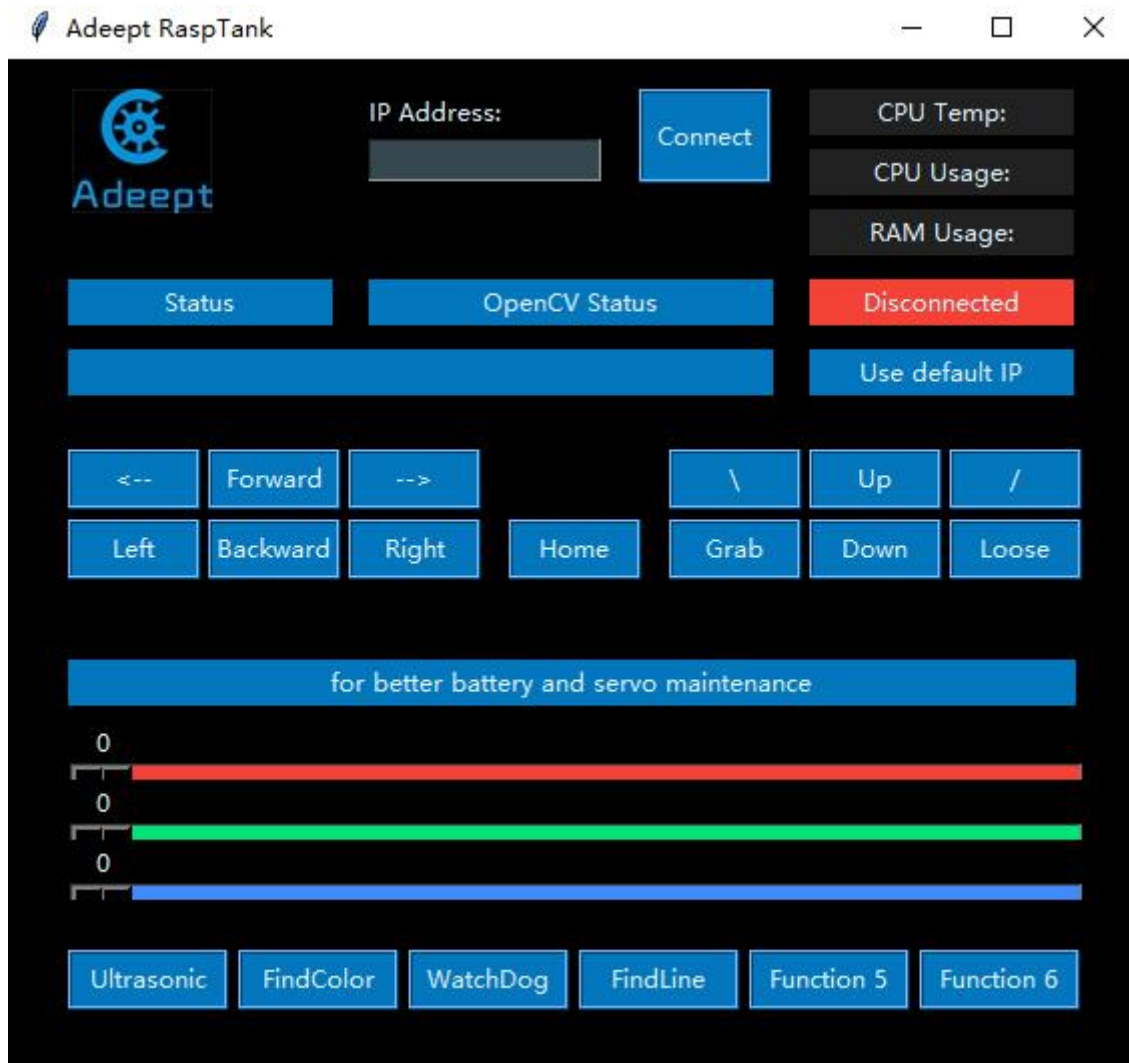 Adeept RaspTank
Adeept
IP Address:
Connect
CPU Temp:
CPU Usage:
RAM Usage:
Status
OpenCV Status
Disconnected
Use default IP
<-- Forward -->
\ Up /
Left Backward Right Home Grab Down Loose
for better battery and servo maintenance
0
0
0
Ultrasonic FindColor WatchDog FindLine Function 5 Function 6